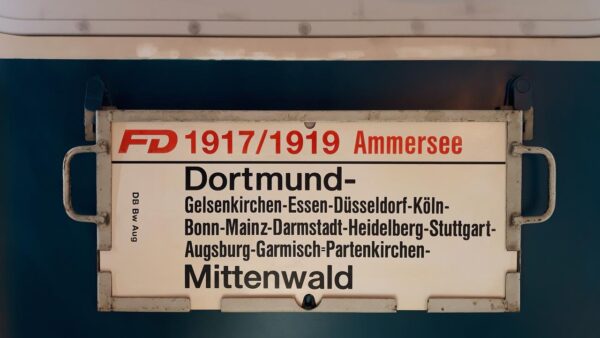 FD 1917/1919 Ammersee
Dortmund-
Gelsenkirchen-Essen-Düsseldorf-Köln-
Bonn-Mainz-Darmstadt-Heidelberg-Stuttgart-
Augsburg-Garmisch=Partenkirchen-
Mittenwald
DB Bw Aug